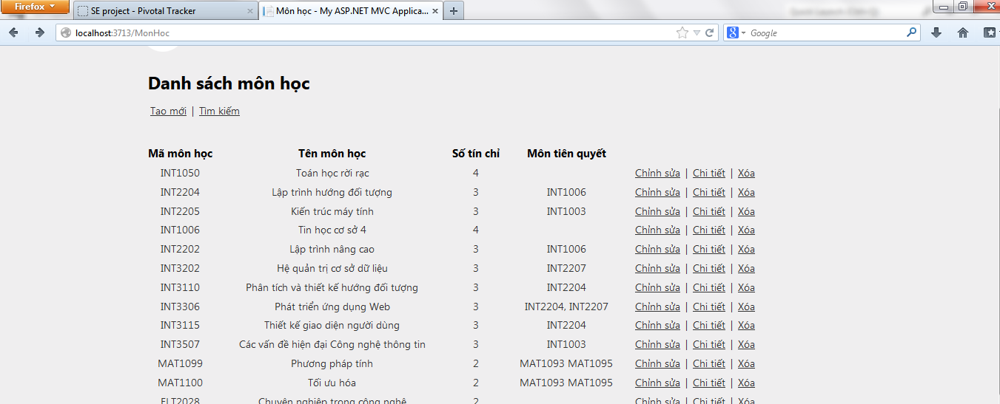 Firefox
SE project - Pivotal Tracker
Môn học - My ASP.NET MVC Applica...
localhost:3713/MonHoc
Google
Danh sách môn học
Tao mới | Tìm kiếm
Mã môn học Tên môn học Số tín chỉ Môn tiên quyết
INT1050 Toán học rời rạc 4 Chỉnh sửa | Chi tiết | Xóa
INT2204 Lập trình hướng đối tượng 3 INT1006 Chỉnh sửa | Chi tiết | Xóa
INT2205 Kiến trúc máy tính 3 INT1003 Chỉnh sửa | Chi tiết | Xóa
INT1006 Tin học cơ sở 4 4 Chỉnh sửa | Chi tiết | Xóa
INT2202 Lập trình nâng cao 3 INT1006 Chỉnh sửa | Chi tiết | Xóa
INT3202 Hệ quản trị cơ sở dữ liệu 3 INT2207 Chỉnh sửa | Chi tiết | Xóa
INT3110 Phân tích và thiết kế hướng đối tượng 3 INT2204 Chỉnh sửa | Chi tiết | Xóa
INT3306 Phát triển ứng dụng Web 3 INT2204, INT2207 Chỉnh sửa | Chi tiết | Xóa
INT3115 Thiết kế giao diện người dùng 3 INT2204 Chỉnh sửa | Chi tiết | Xóa
INT3507 Các vấn đề hiện đại Công nghệ thông tin 3 INT1003 Chỉnh sửa | Chi tiết | Xóa
MAT1099 Phương pháp tính 2 MAT1093 MAT1095 Chỉnh sửa | Chi tiết | Xóa
MAT1100 Tối ưu hóa 2 MAT1093 MAT1095 Chỉnh sửa | Chi tiết | Xóa
ELT2028 Chuyên nghiệp trong công nghệ 2 Chỉnh sửa | Chi tiết | Xóa